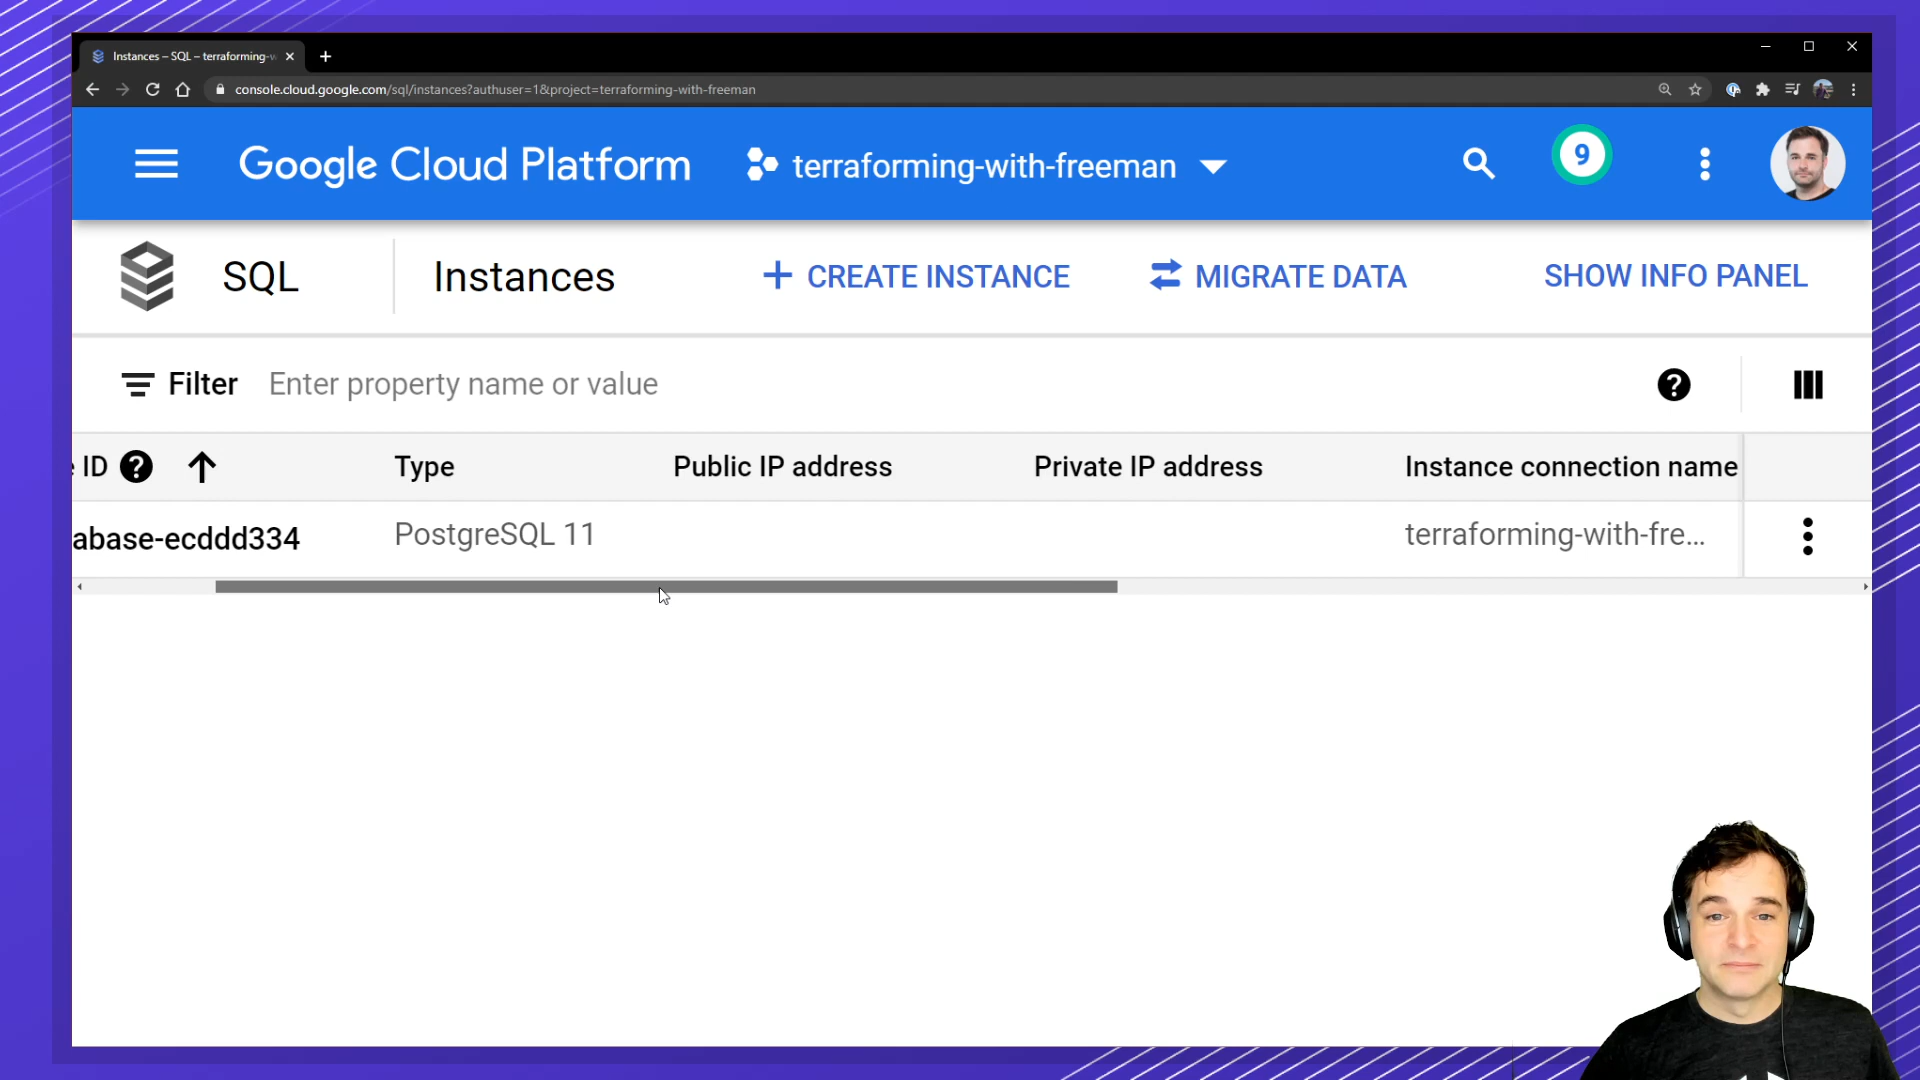 Instances – SQL – terraforming-w
console.cloud.google.com/sql/instances?authuser=1&project=terraforming-with-freeman
Google Cloud Platform
terraforming-with-freeman
9
SQL
Instances
CREATE INSTANCE
MIGRATE DATA
SHOW INFO PANEL
Filter
Enter property name or value
ID
Type
Public IP address
Private IP address
Instance connection name
abase-ecddd334
PostgreSQL 11
terraforming-with-fre...